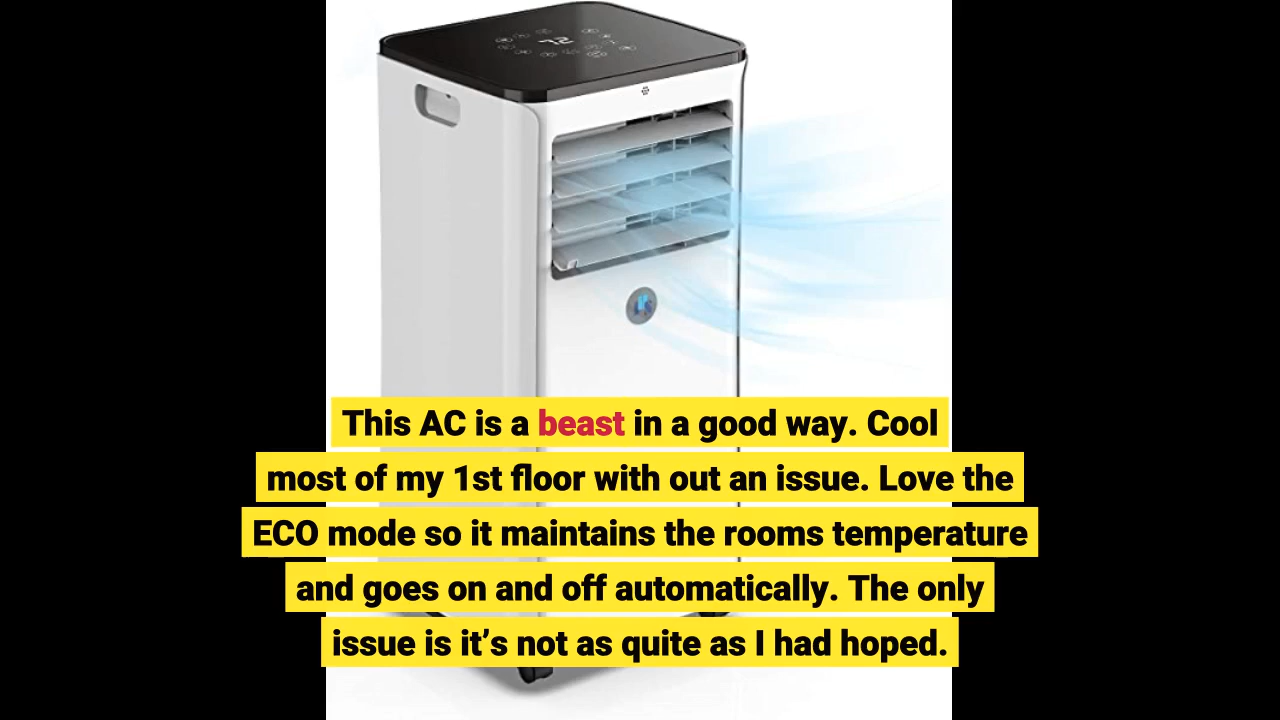 72
This AC is a beast in a good way. Cool
most of my 1st floor with out an issue. Love the
ECO mode so it maintains the rooms temperature
and goes on and off automatically. The only
issue is it’s not as quite as I had hoped.